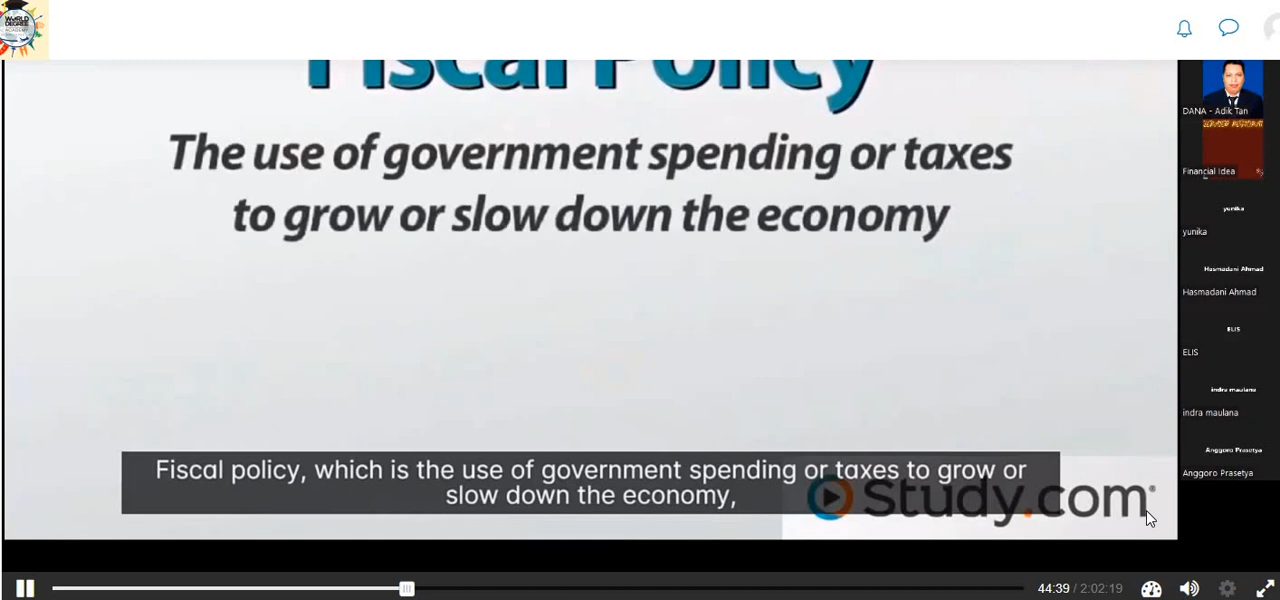 WORLD
DEGREE
ACADEMY
Fiscal Policy
The use of government spending or taxes
to grow or slow down the economy
Fiscal policy, which is the use of government spending or taxes to grow or
slow down the economy,
Study.com®
DANA - Adik Tan
Financial Idea
yunika
yunika
Hasmadani Ahmad
Hasmadani Ahmad
ELIS
ELIS
indra maulana
indra maulana
Anggoro Prasetya
Anggoro Prasetya
44:39 / 2:02:19